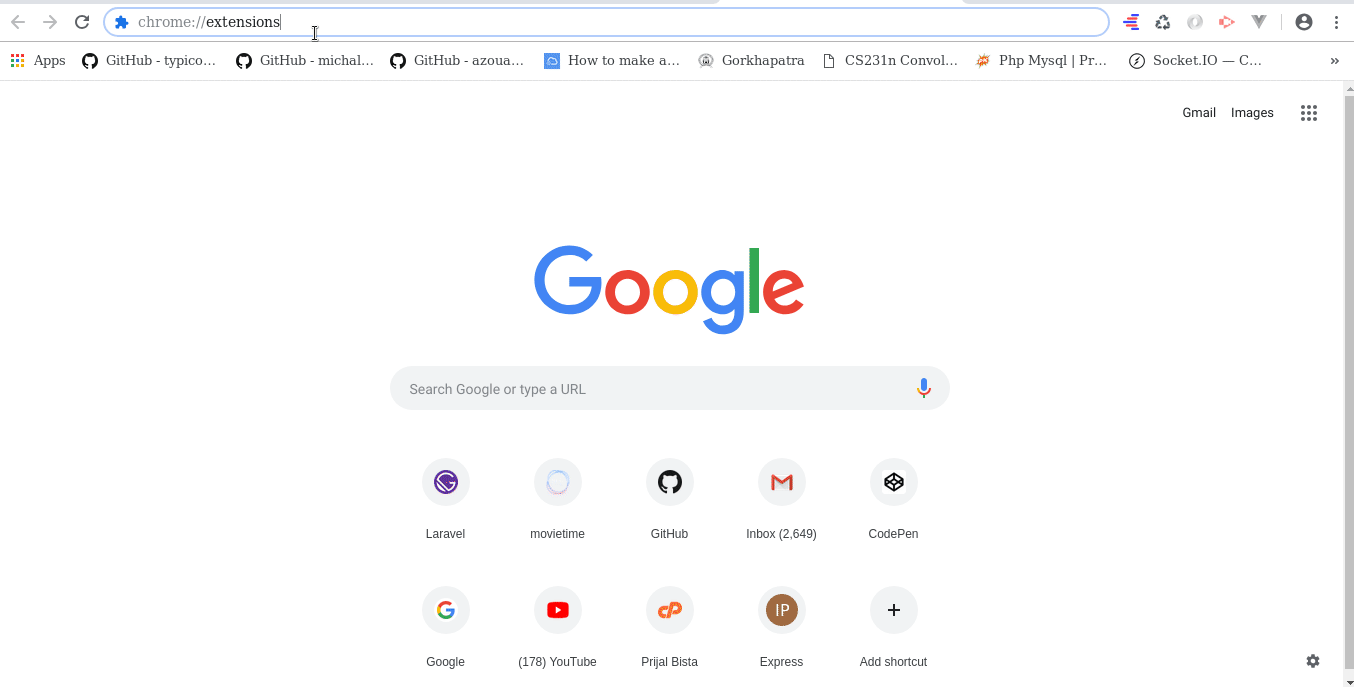 chrome://extensions
Apps GitHub - typico… GitHub - michal… GitHub - azoua… How to make a… Gorkhapatra CS231n Convol… Php Mysql | Pr… Socket.IO — C… »
Gmail Images
Google
Search Google or type a URL
Laravel movietime GitHub Inbox (2,649) CodePen
IP
Google (178) YouTube Prijal Bista Express Add shortcut